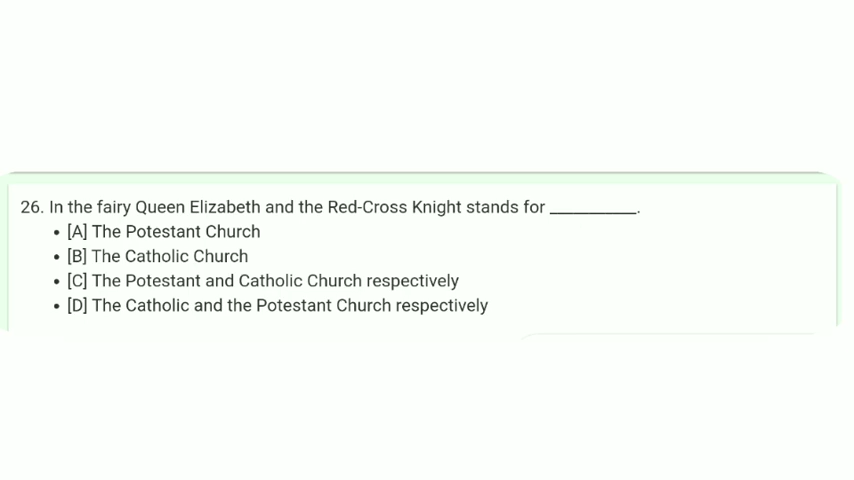 26. In the fairy Queen Elizabeth and the Red-Cross Knight stands for __________.
• [A] The Potestant Church
• [B] The Catholic Church
• [C] The Potestant and Catholic Church respectively
• [D] The Catholic and the Potestant Church respectively